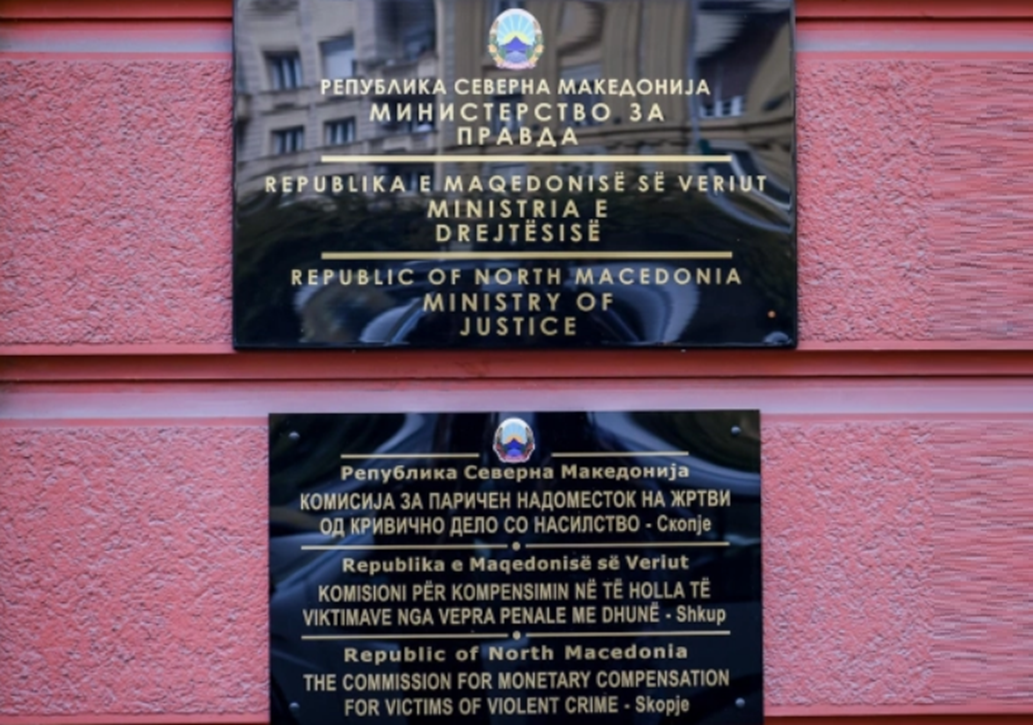 РЕПУБЛИКА СЕВЕРНА МАКЕДОНИЈА
МИНИСТЕРСТВО ЗА
ПРАВДА
REPUBLIKA E MAQEDONISË SË VERIUT
MINISTRIA E
DREJTËSISË
REPUBLIC OF NORTH MACEDONIA
MINISTRY OF
JUSTICE
Република Северна Македонија
КОМИСИЈА ЗА ПАРИЧЕН НАДОМЕСТОК НА ЖРТВИ
ОД КРИВИЧНО ДЕЛО СО НАСИЛСТВО - Скопје
Republika e Maqedonisë së Veriut
KOMISIONI PËR KOMPENSIMIN NË TË HOLLA TË
VIKTIMAVE NGA VEPRA PENALE ME DHUNË - Shkup
Republic of North Macedonia
THE COMMISSION FOR MONETARY COMPENSATION
FOR VICTIMS OF VIOLENT CRIME - Skopje